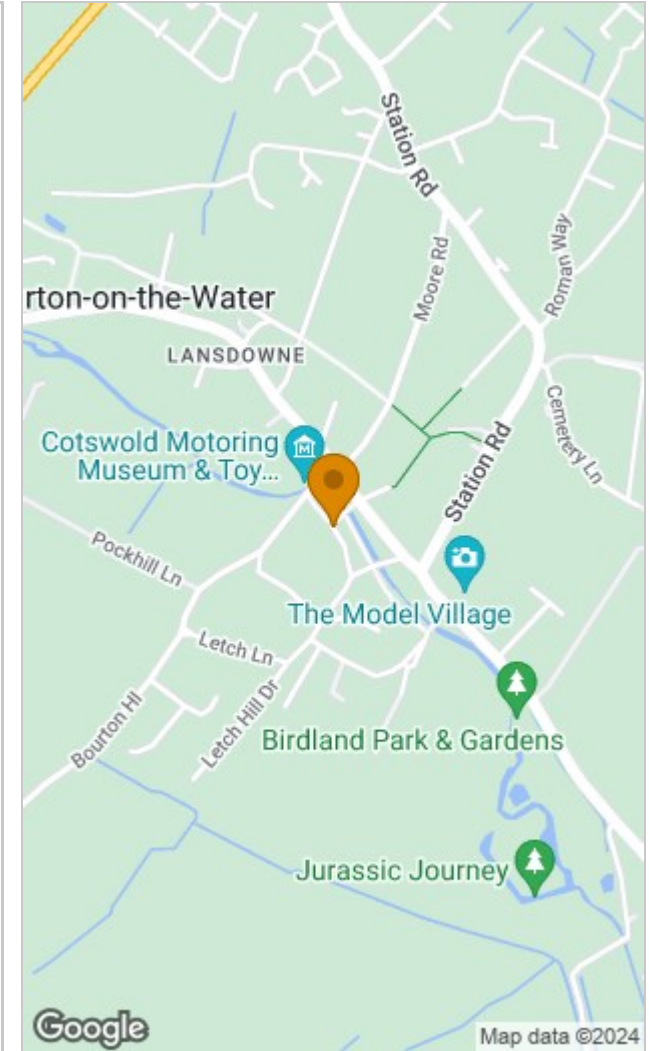 Station Rd
Moore Rd
Roman Way
rton-on-the-Water
LANSDOWNE
Cemetery Ln
Cotswold Motoring
Museum & Toy...
M
Station Rd
Pockhill Ln
The Model Village
Letch Ln
Letch Hill Dr
Bourton Hl
Birdland Park & Gardens
Jurassic Journey
Google
Map data ©2024